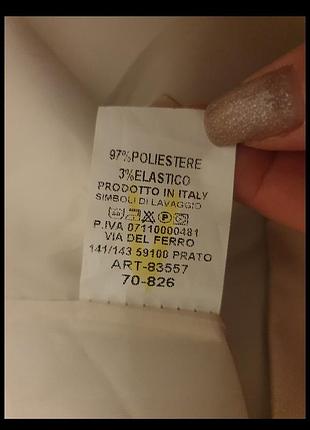 97%POLIESTERE
3%ELASTICO
PRODOTTO IN ITALY
SIMBOLI DI LAVAGGIO
P.IVA 07110000481
VIA DEL FERRO
141/143 59100 PRATO
ART-83557
70-826